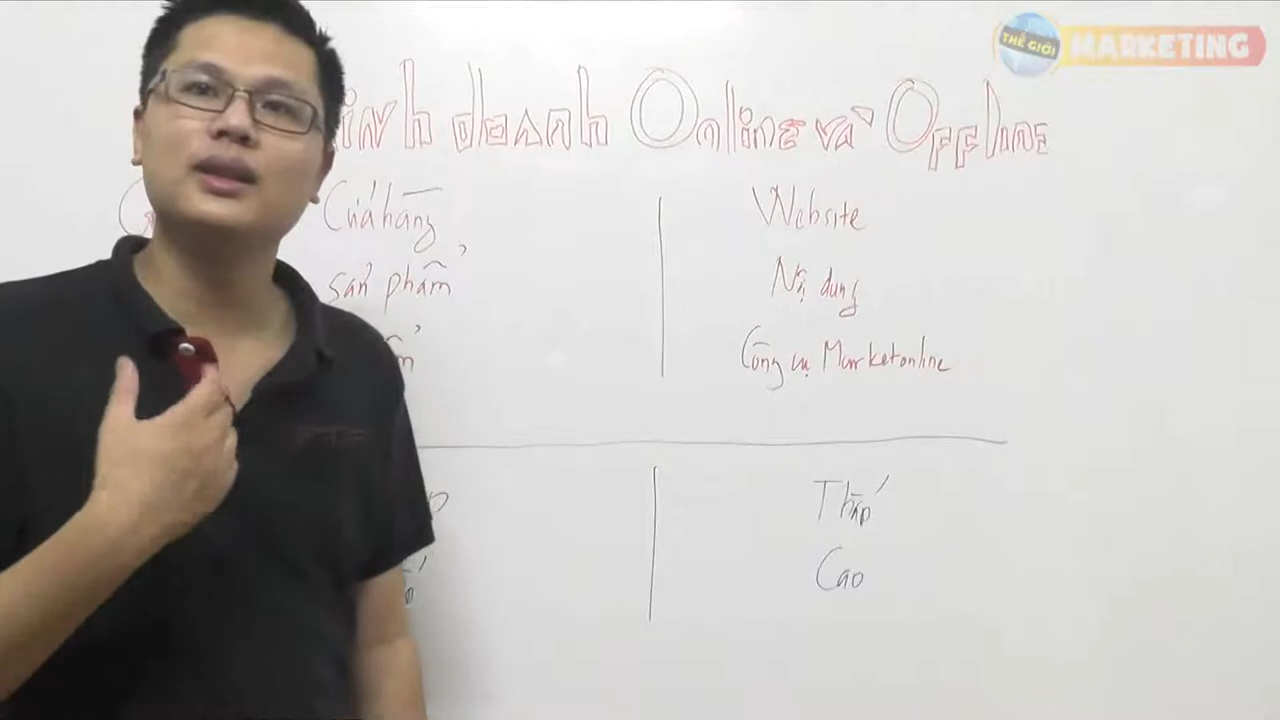 THẾ GIỚI MARKETING
inh doanh Online và Offline
Cửa hàng Website
sản phẩm Nội dung
Công cụ Marketonline
Thấp
Cao